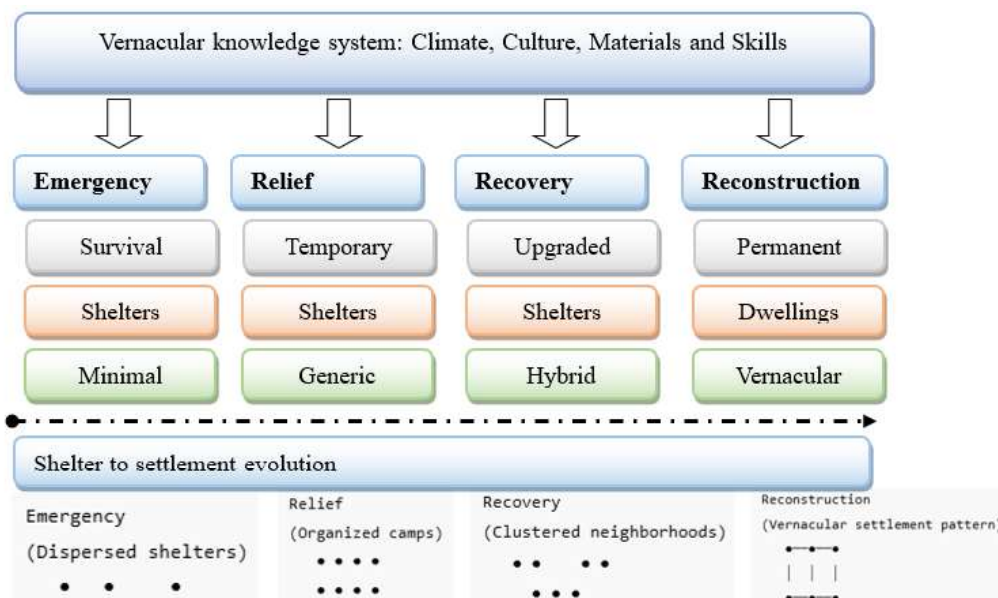 Vernacular knowledge system: Climate, Culture, Materials and Skills
Emergency
Relief
Recovery
Reconstruction
Survival
Temporary
Upgraded
Permanent
Shelters
Shelters
Shelters
Dwellings
Minimal
Generic
Hybrid
Vernacular
Shelter to settlement evolution
Emergency
(Dispersed shelters)
Relief
(Organized camps)
Recovery
(Clustered neighborhoods)
Reconstruction
(Vernacular settlement pattern)